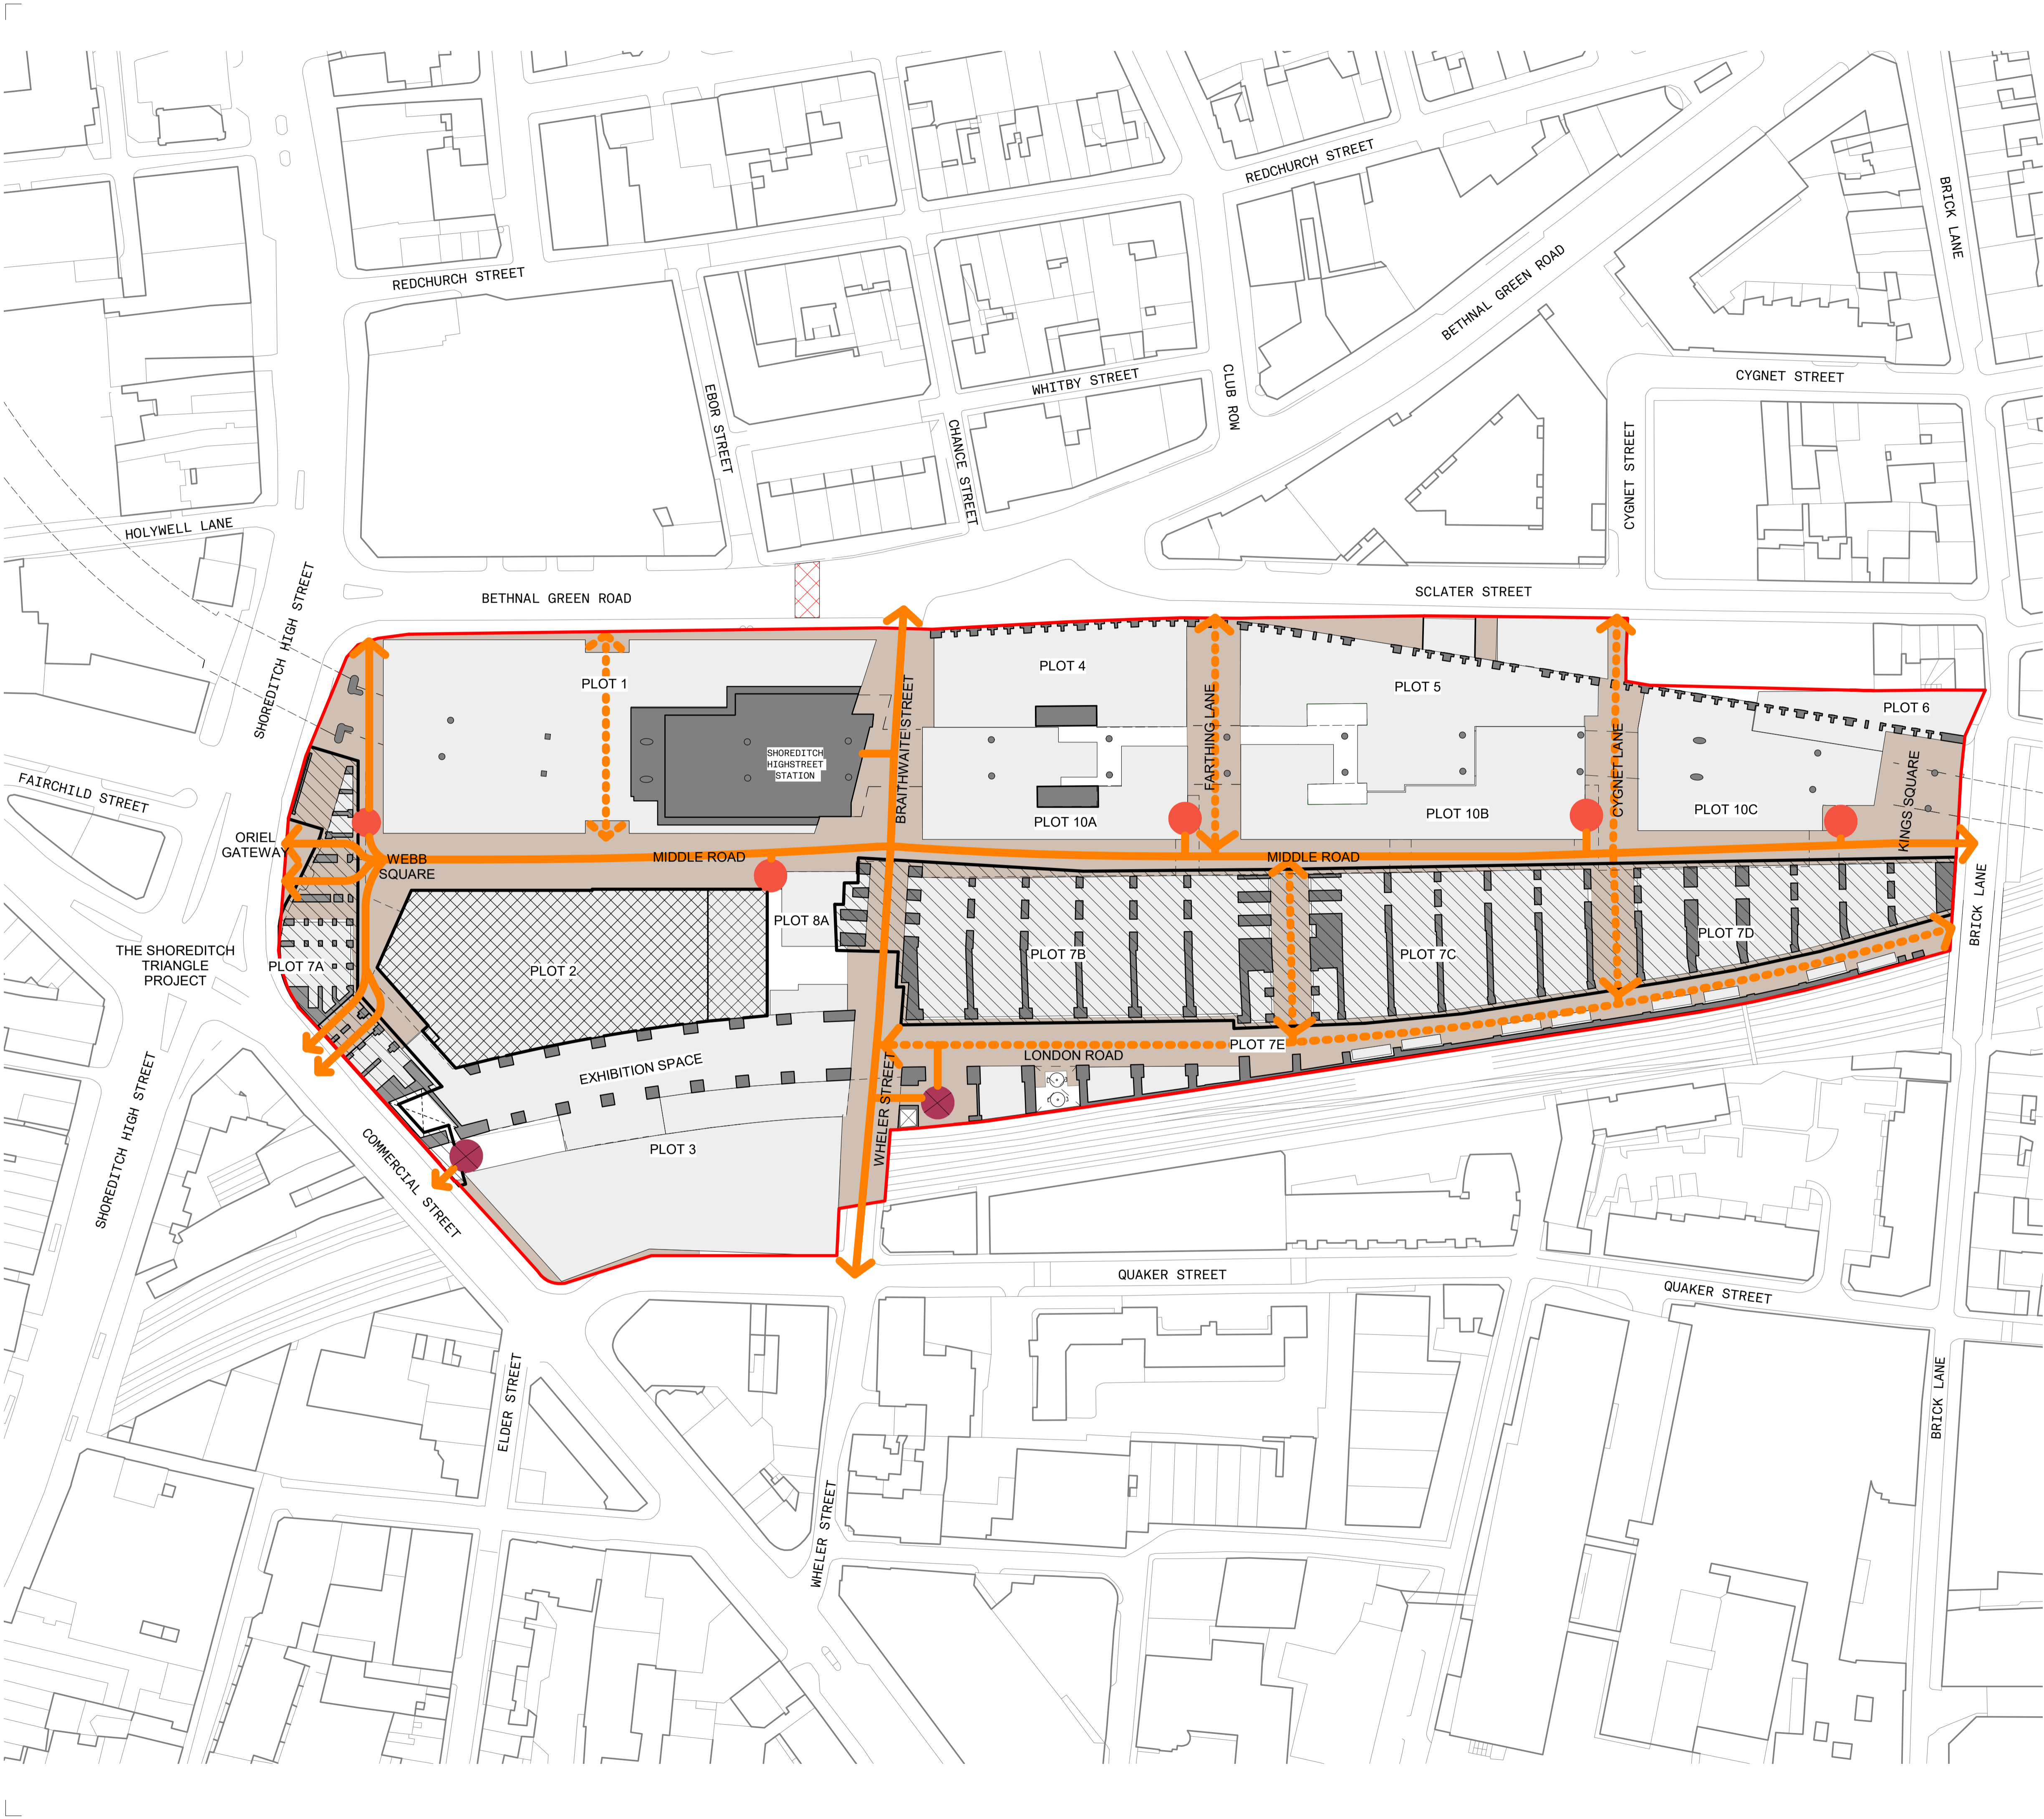 REDCHURCH STREET
BRICK LANE
REDCHURCH STREET
BETHNAL GREEN ROAD
WHITBY STREET
CLUB ROW
CYGNET STREET
EBOR STREET
CHANCE STREET
CYGNET STREET
HOLYWELL LANE
SHOREDITCH HIGH STREET
BETHNAL GREEN ROAD
SCLATER STREET
PLOT 1
PLOT 4
PLOT 5
PLOT 6
BRAITHWAITE STREET
FARTHING LANE
CYGNET LANE
KINGS SQUARE
SHOREDITCH
HIGHSTREET
STATION
FAIRCHILD STREET
PLOT 10A
PLOT 10B
PLOT 10C
ORIEL
GATEWAY
WEBB
SQUARE
MIDDLE ROAD
MIDDLE ROAD
BRICK LANE
PLOT 8A
THE SHOREDITCH
TRIANGLE
PROJECT
PLOT 7A
PLOT 2
PLOT 7B
PLOT 7C
PLOT 7D
PLOT 7E
LONDON ROAD
EXHIBITION SPACE
WHELER STREET
PLOT 3
SHOREDITCH HIGH STREET
COMMERCIAL STREET
QUAKER STREET
QUAKER STREET
ELDER STREET
BRICK LANE
WHELER STREET